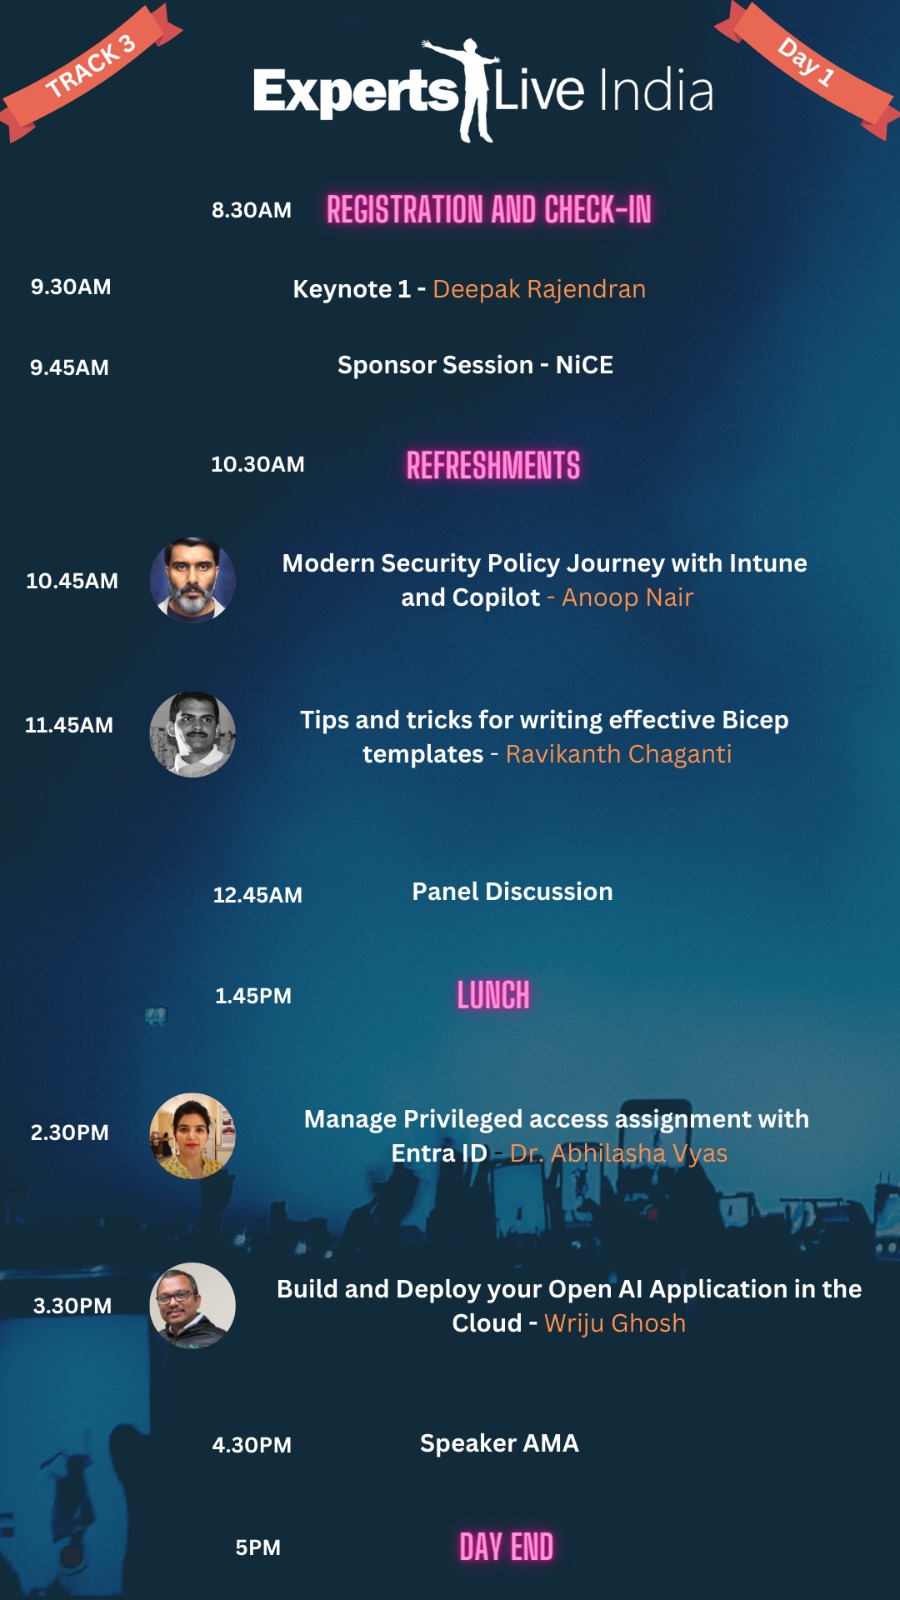 TRACK 3
Day 1
Experts Live India
8.30AM REGISTRATION AND CHECK-IN
9.30AM Keynote 1 - Deepak Rajendran
9.45AM Sponsor Session - NiCE
10.30AM REFRESHMENTS
10.45AM Modern Security Policy Journey with Intune
and Copilot - Anoop Nair
11.45AM Tips and tricks for writing effective Bicep
templates - Ravikanth Chaganti
12.45AM Panel Discussion
1.45PM LUNCH
2.30PM Manage Privileged access assignment with
Entra ID - Dr. Abhilasha Vyas
3.30PM Build and Deploy your Open AI Application in the
Cloud - Wriju Ghosh
4.30PM Speaker AMA
5PM DAY END